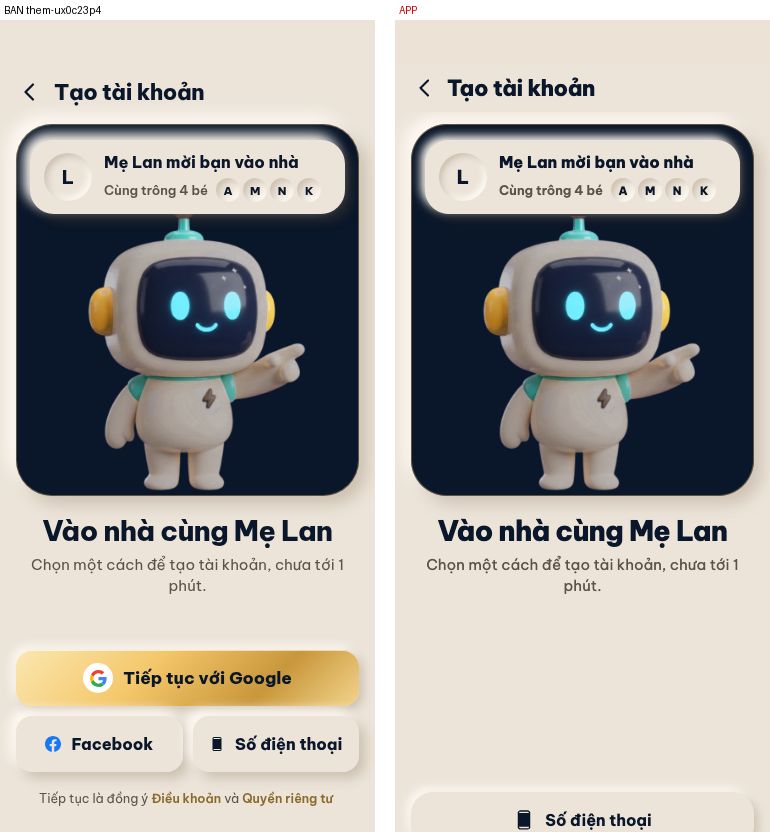 BAN them-ux0c23p4
Tạo tài khoản
L
Mẹ Lan mời bạn vào nhà
Cùng trông 4 bé A M N K
Vào nhà cùng Mẹ Lan
Chọn một cách để tạo tài khoản, chưa tới 1
phút.
Tiếp tục với Google
Facebook
Số điện thoại
Tiếp tục là đồng ý Điều khoản và Quyền riêng tư
APP
Tạo tài khoản
L
Mẹ Lan mời bạn vào nhà
Cùng trông 4 bé A M N K
Vào nhà cùng Mẹ Lan
Chọn một cách để tạo tài khoản, chưa tới 1
phút.
Số điện thoại